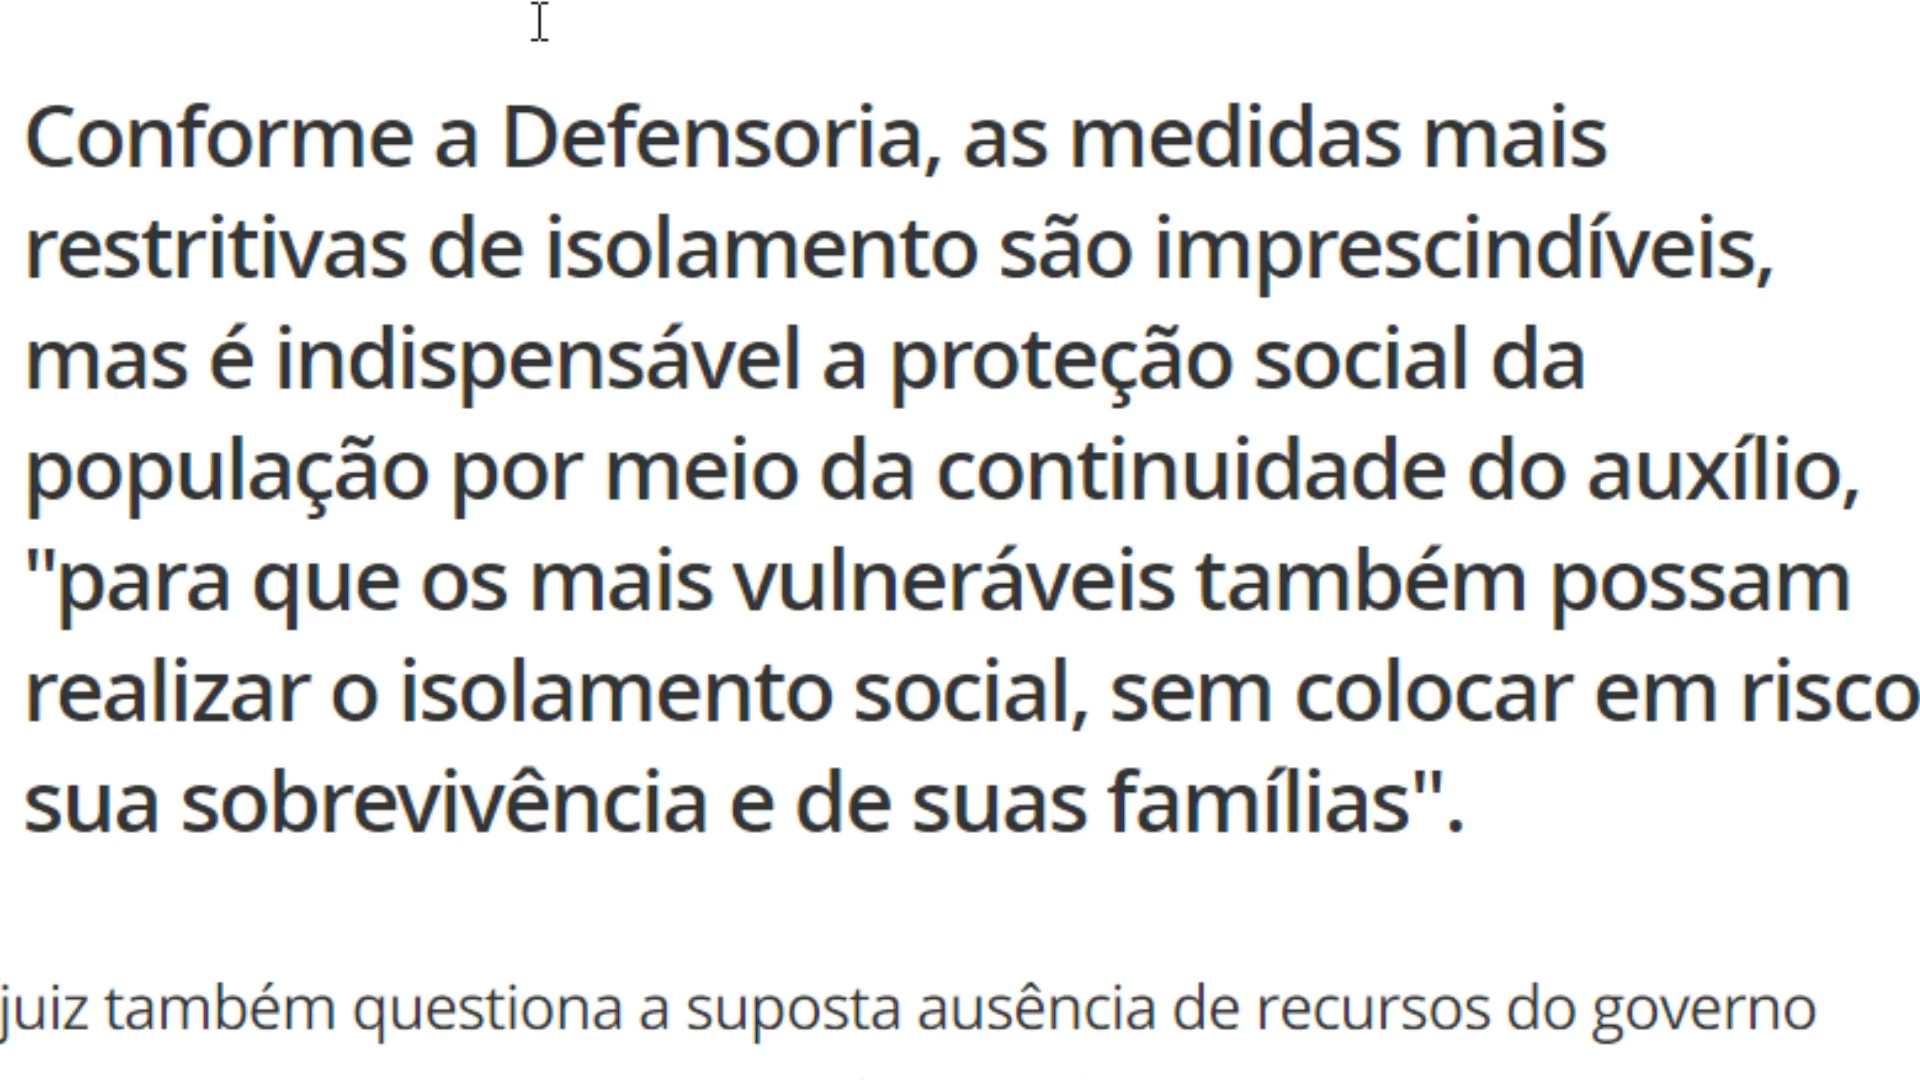 Conforme a Defensoria, as medidas mais
restritivas de isolamento são imprescindíveis,
mas é indispensável a proteção social da
população por meio da continuidade do auxílio,
"para que os mais vulneráveis também possam
realizar o isolamento social, sem colocar em risco
sua sobrevivência e de suas famílias".
juiz também questiona a suposta ausência de recursos do governo